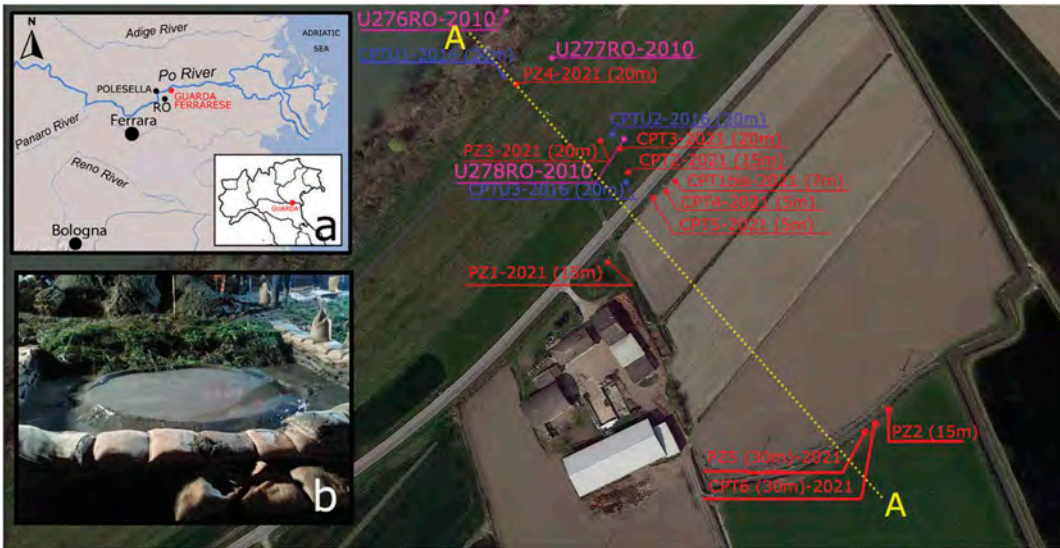 N
Adige River
ADRIATIC
SEA
Po River
POLESELLA
GUARDA
FERRARESE
RO
Ferrara
Panaro River
Reno River
Bologna
GUARDA
a
b
U276RO-2010
A
CPTU1-2016 (20m)
U277RO-2010
PZ4-2021 (20m)
CPTU2-2016 (20m)
PZ3-2021 (20m)
CPT3-2021 (20m)
CPT2-2021 (15m)
U278RO-2010
CPTU3-2016 (20m)
CPT1bis-2021 (7m)
CPT4-2021 (5m)
CPT5-2021 (5m)
PZ1-2021 (15m)
PZ2 (15m)
PZ5 (30m)-2021
CPT6 (30m)-2021
A